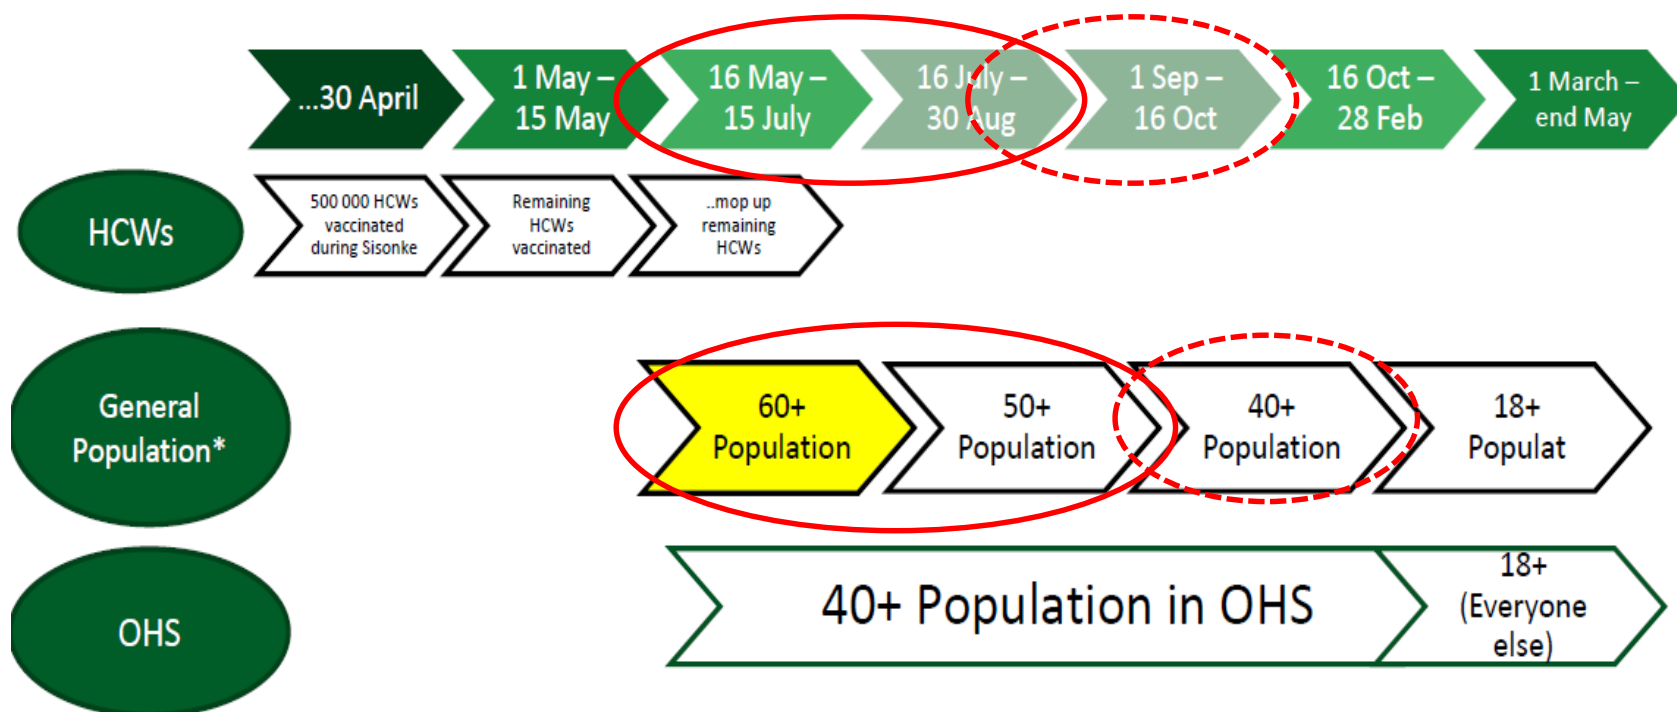 ...30 April
1 May –
15 May
16 May –
15 July
16 July –
30 Aug
1 Sep –
16 Oct
16 Oct –
28 Feb
1 March –
end May
HCWs
500 000 HCWs
vaccinated
during Sisonke
Remaining
HCWs
vaccinated
..mop up
remaining
HCWs
General
Population*
60+
Population
50+
Population
40+
Population
18+
Populat
OHS
40+ Population in OHS
18+
(Everyone
else)